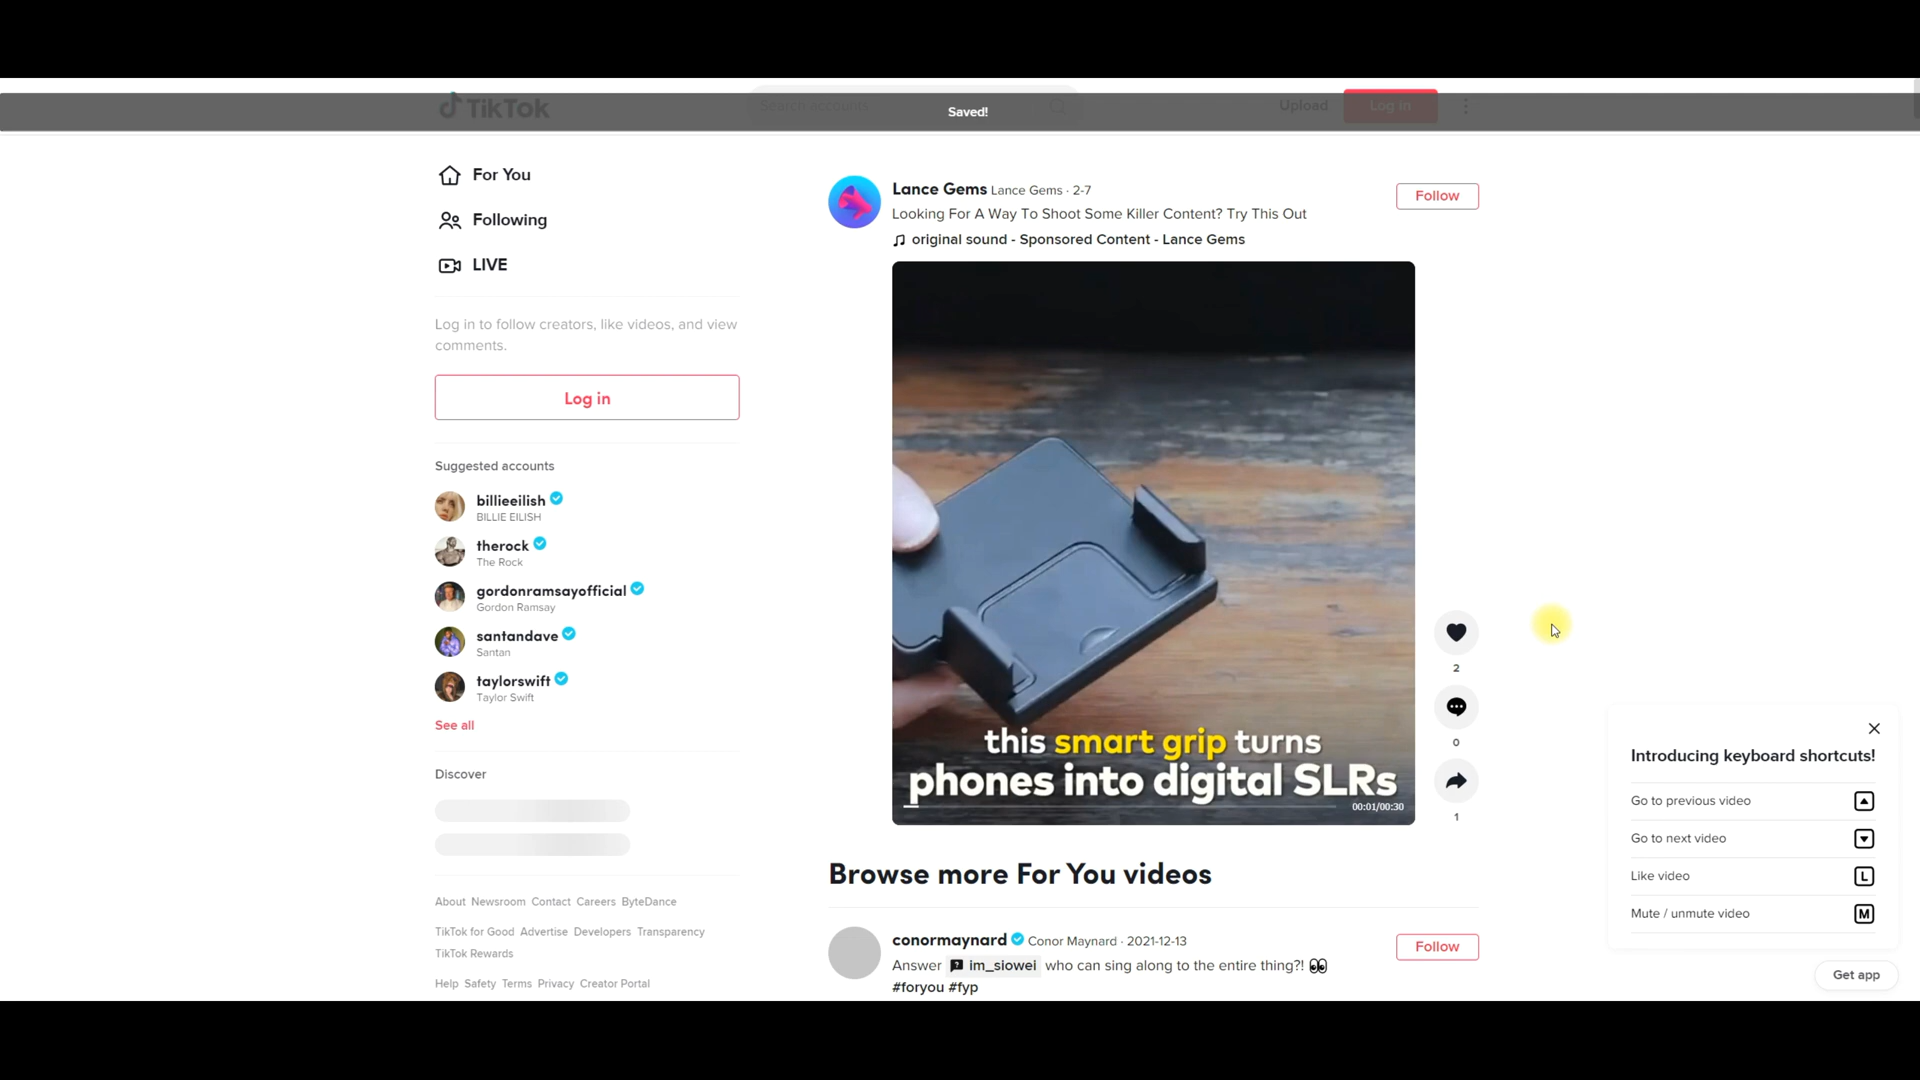 TikTok
Search accounts
Saved!
Upload
Log in
For You
Following
LIVE
Log in to follow creators, like videos, and view
comments.
Log in
Suggested accounts
billieeilish
BILLIE EILISH
therock
The Rock
gordonramsayofficial
Gordon Ramsay
santandave
Santan
taylorswift
Taylor Swift
See all
Discover
About Newsroom Contact Careers ByteDance
TikTok for Good Advertise Developers Transparency
TikTok Rewards
Help Safety Terms Privacy Creator Portal
Lance Gems Lance Gems · 2-7
Follow
Looking For A Way To Shoot Some Killer Content? Try This Out
original sound - Sponsored Content - Lance Gems
this smart grip turns
phones into digital SLRs
00:01/00:30
2
0
1
Browse more For You videos
conormaynard Conor Maynard · 2021-12-13
Follow
Answer im_siowei who can sing along to the entire thing?! 👀
#foryou #fyp
Introducing keyboard shortcuts!
Go to previous video
Go to next video
Like video L
Mute / unmute video M
Get app